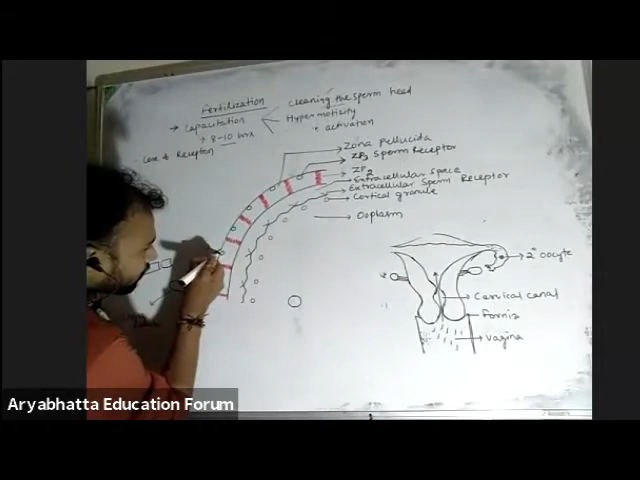 Fertilization
Cleaning the sperm head
→ Capacitation
Hypermotility
+ activation
→ 8-10 hrs
Zona Pellucida
ZP3 Sperm Receptor
ZP2
Extracellular space
Extracellular Sperm Receptor
Cortical granule
Ooplasm
2° oocyte
Cervical canal
Fornix
Vagina
Aryabhatta Education Forum